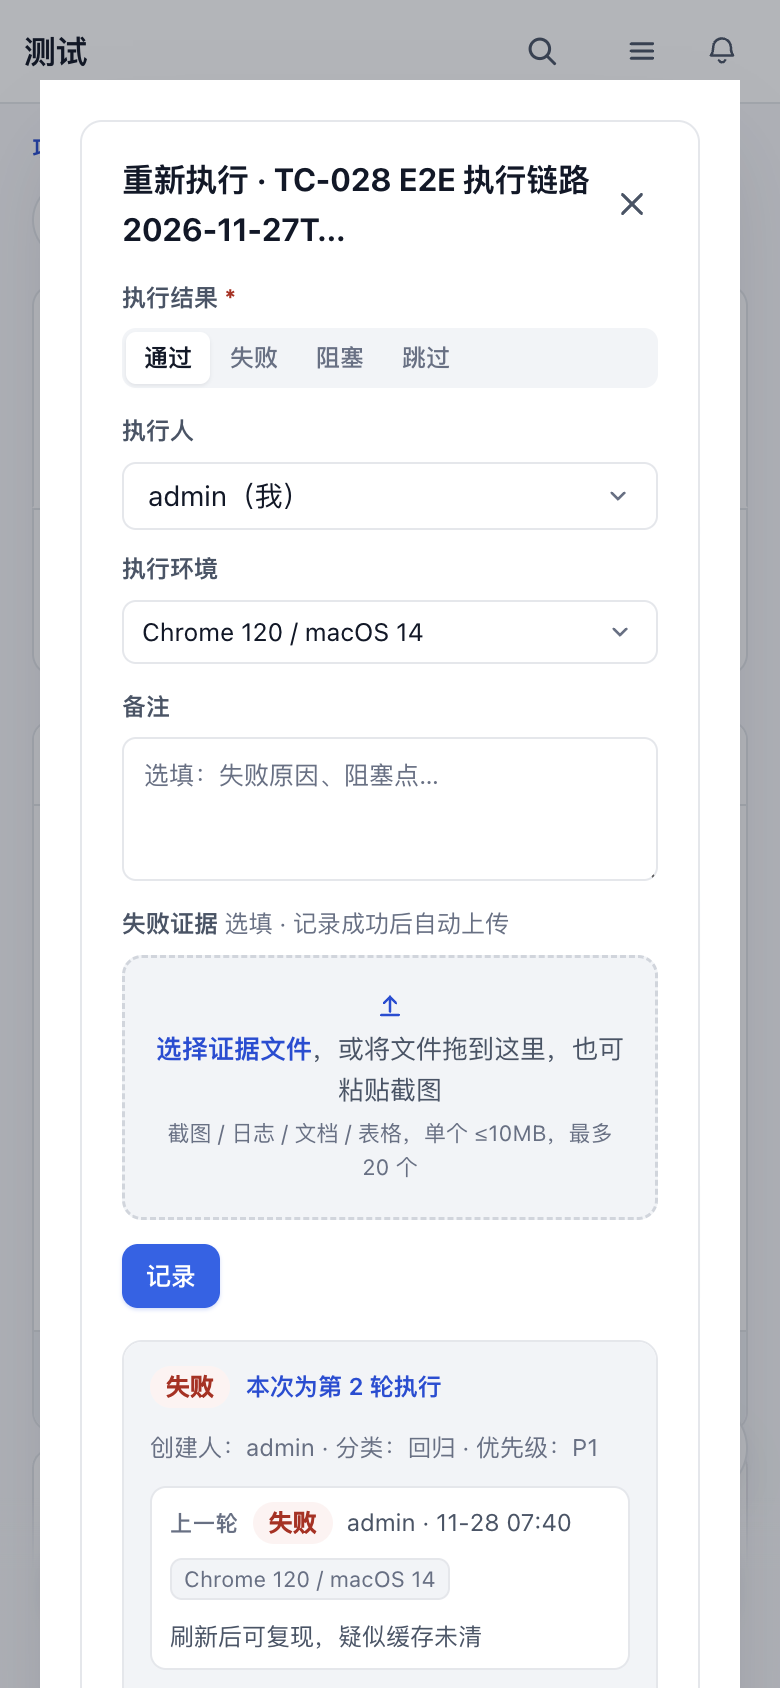 测试
重新执行 · TC-028 E2E 执行链路
2026-11-27T...
执行结果 *
通过 失败 阻塞 跳过
执行人
admin（我）
执行环境
Chrome 120 / macOS 14
备注
选填：失败原因、阻塞点...
失败证据 选填 · 记录成功后自动上传
选择证据文件，或将文件拖到这里，也可
粘贴截图
截图 / 日志 / 文档 / 表格，单个 ≤10MB，最多
20 个
记录
失败 本次为第 2 轮执行
创建人：admin · 分类：回归 · 优先级：P1
上一轮 失败 admin · 11-28 07:40
Chrome 120 / macOS 14
刷新后可复现，疑似缓存未清